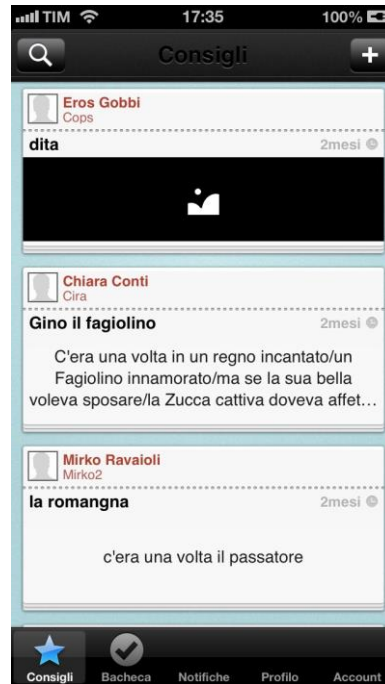 TIM 17:35 100%
Consigli
Eros Gobbi
Cops
dita 2mesi
Chiara Conti
Cira
Gino il fagiolino 2mesi
C'era una volta in un regno incantato/un
Fagiolino innamorato/ma se la sua bella
voleva sposare/la Zucca cattiva doveva affet...
Mirko Ravaioli
Mirko2
la romangna 2mesi
c'era una volta il passatore
Consigli Bacheca Notifiche Profilo Account